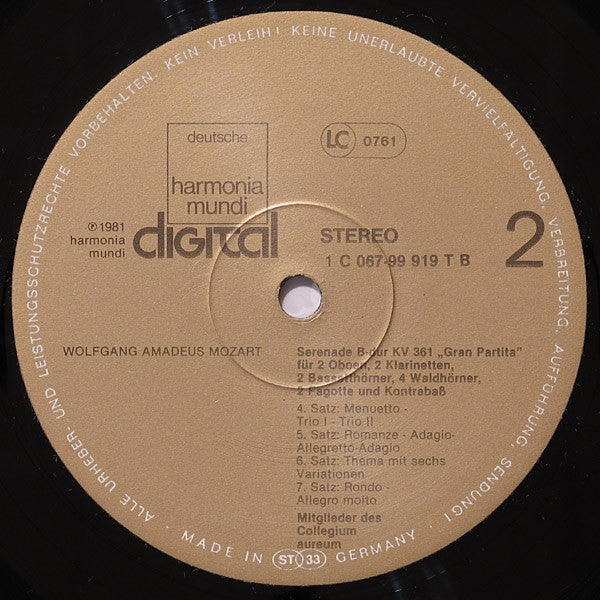 ALLE URHEBER- UND LEISTUNGSSCHUTZRECHTE VORBEHALTEN. KEIN VERLEIH! KEINE UNERLAUBTE VERVIELFÄLTIGUNG, VERBREITUNG, AUFFÜHRUNG, SENDUNG!
deutsche
harmonia
mundi
digital
LC 0761
℗ 1981
harmonia
mundi
STEREO
1 C 067-99 919 T B
2
WOLFGANG AMADEUS MOZART
Serenade B-dur KV 361 „Gran Partita”
für 2 Oboen, 2 Klarinetten,
2 Bassetthörner, 4 Waldhörner,
2 Fagotte und Kontrabaß
4. Satz: Menuetto -
Trio I - Trio II
5. Satz: Romanze - Adagio-
Allegretto-Adagio
6. Satz: Thema mit sechs
Variationen
7. Satz: Rondo -
Allegro molto
Mitglieder des
Collegium
aureum
· MADE IN ST 33 GERMANY ·